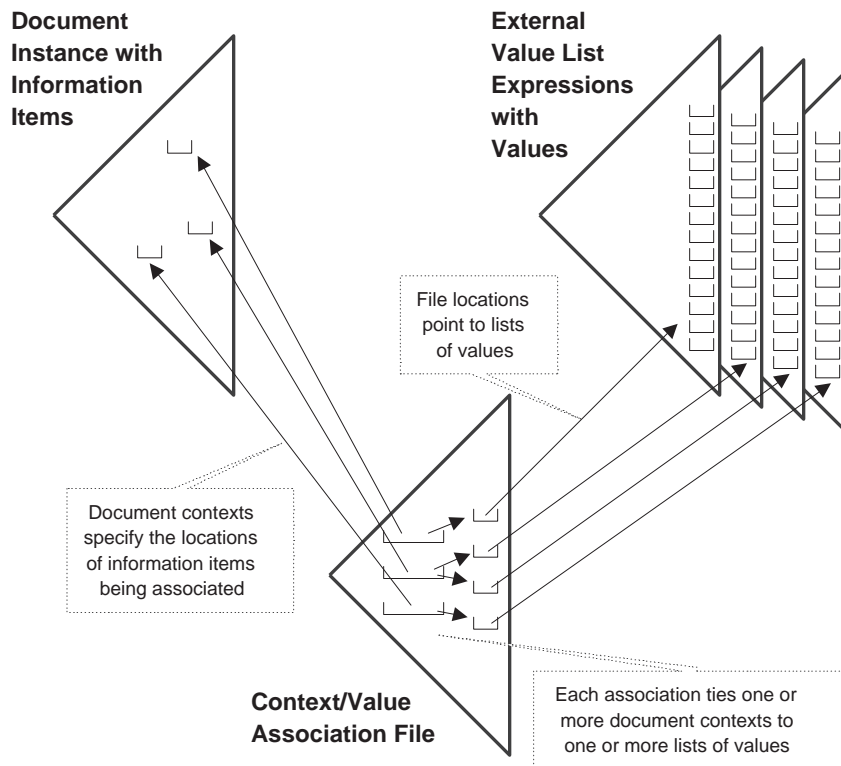 Document
Instance with
Information
Items
External
Value List
Expressions
with
Values
File locations
point to lists
of values
Document contexts
specify the locations
of information items
being associated
Context/Value
Association File
Each association ties one or
more document contexts to
one or more lists of values